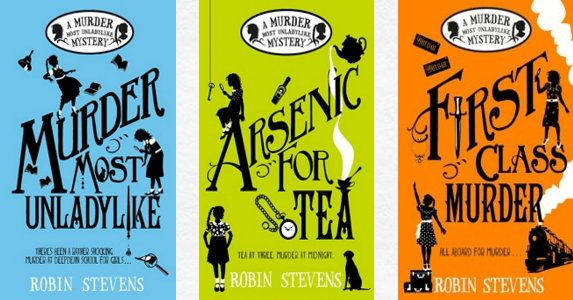 A MURDER
MOST UNLADYLIKE
MYSTERY
MURDER
MOST
UNLADYLIKE
THERE'S BEEN A RATHER SHOCKING
MURDER AT DEEPDEAN SCHOOL FOR GIRLS...
ROBIN STEVENS
A MURDER
MOST UNLADYLIKE
MYSTERY
ARSENIC
FOR
TEA
TEA AT THREE. MURDER AT MIDNIGHT.
ROBIN STEVENS
A MURDER
MOST UNLADYLIKE
MYSTERY
FIRST
CLASS
MURDER
ALL ABOARD FOR MURDER...
ROBIN STEVENS